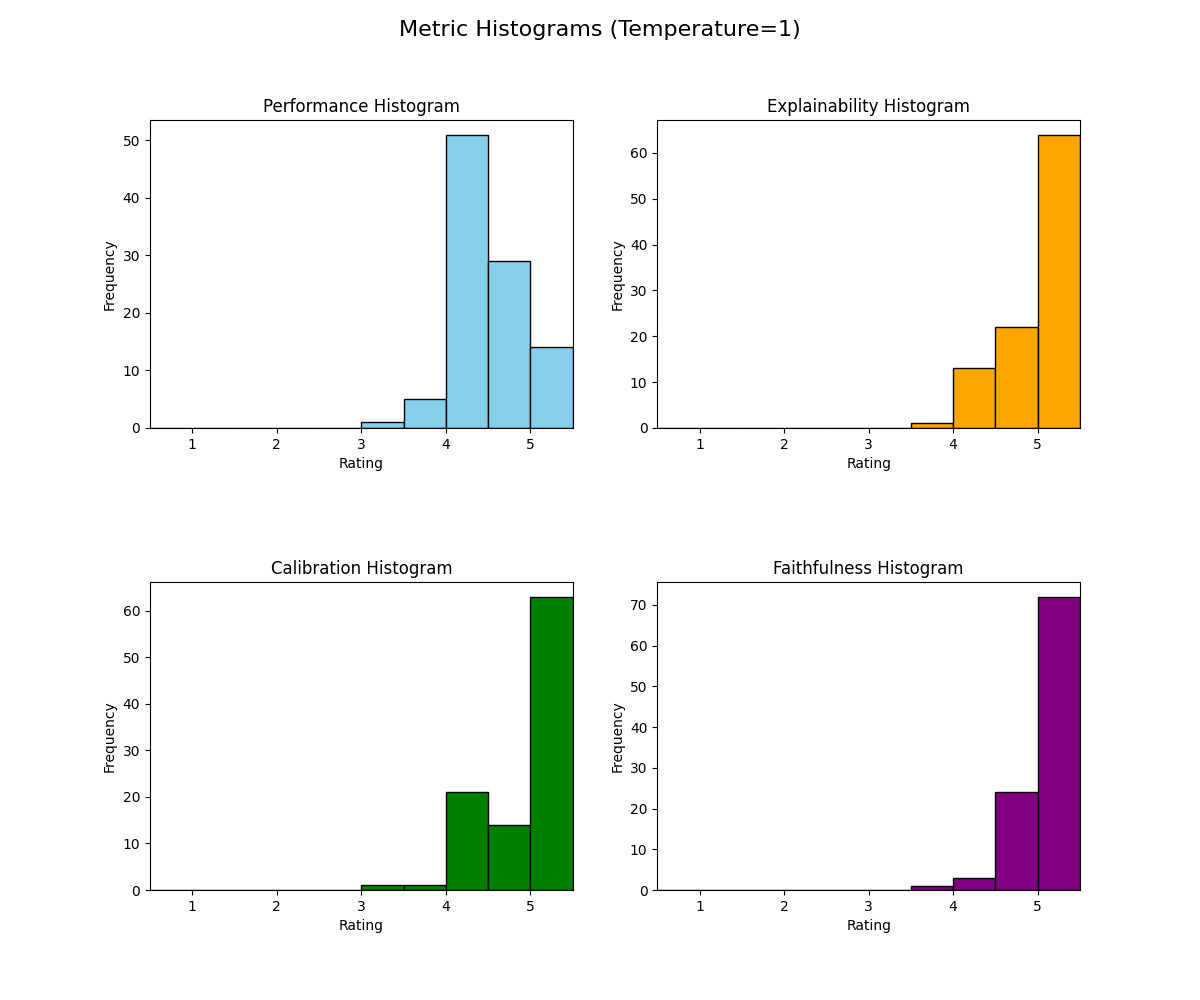 Metric Histograms (Temperature=1)
Performance Histogram
Frequency
50
40
30
20
10
0
1 2 3 4 5
Rating
Explainability Histogram
Frequency
60
50
40
30
20
10
0
1 2 3 4 5
Rating
Calibration Histogram
Frequency
60
50
40
30
20
10
0
1 2 3 4 5
Rating
Faithfulness Histogram
Frequency
70
60
50
40
30
20
10
0
1 2 3 4 5
Rating